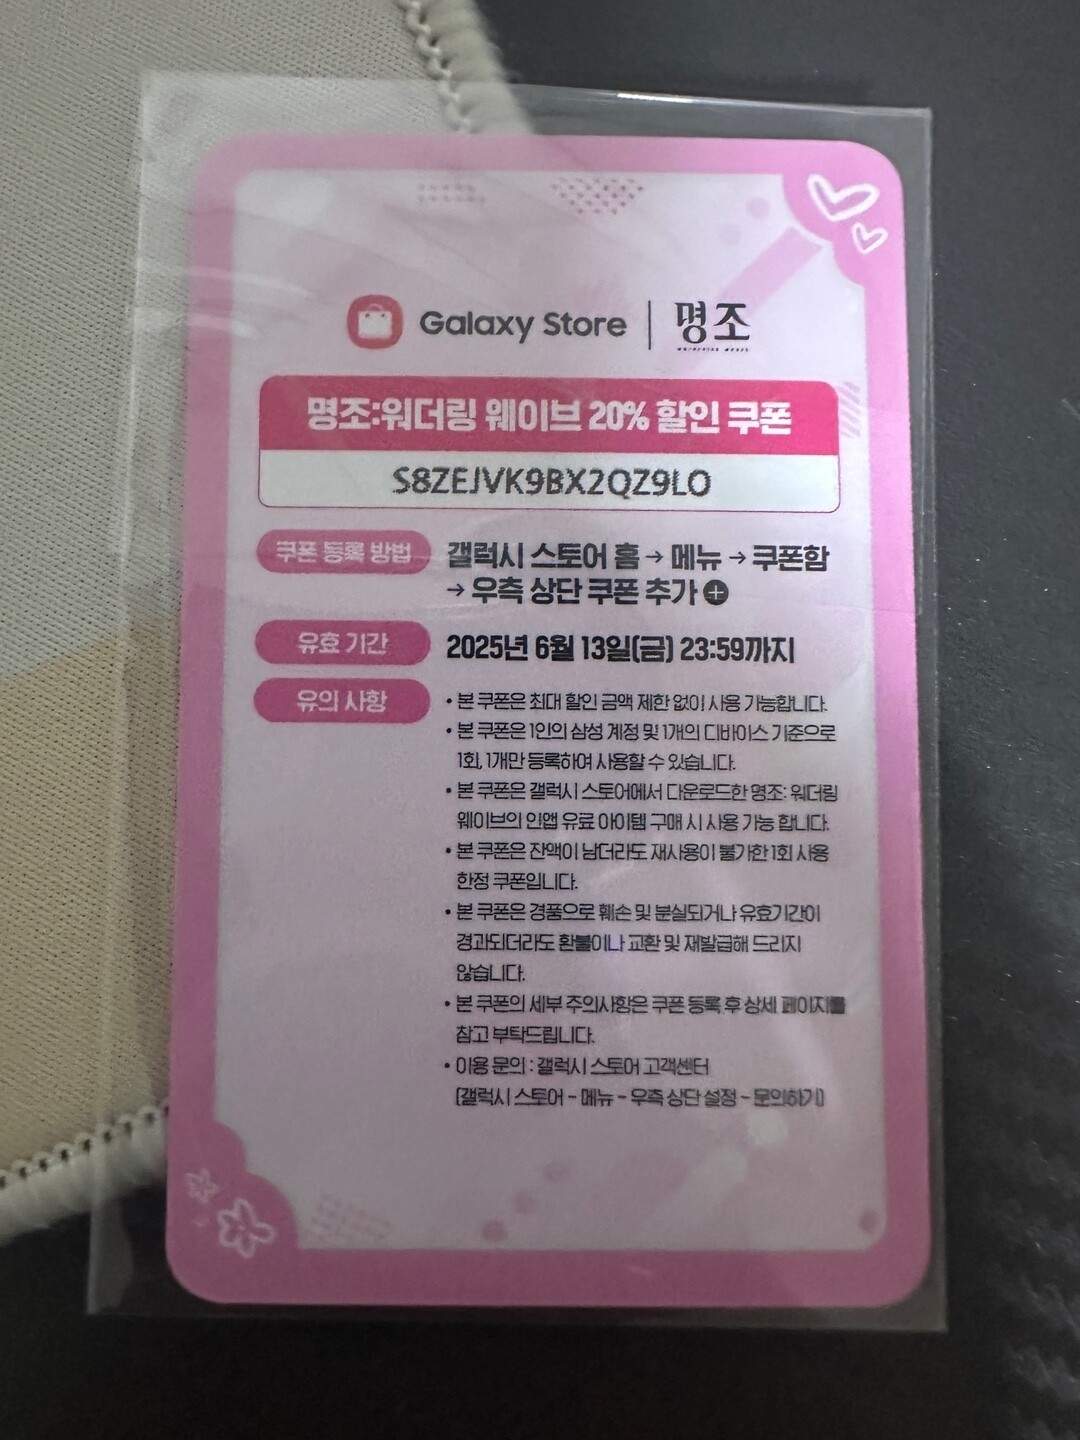 Galaxy Store | 명조
명조:워더링 웨이브 20% 할인 쿠폰
S8ZEJVK9BX2QZ9LO
쿠폰 등록 방법
갤럭시 스토어 홈 → 메뉴 → 쿠폰함
→ 우측 상단 쿠폰 추가
유효 기간
2025년 6월 13일(금) 23:59까지
유의 사항
• 본 쿠폰은 최대 할인 금액 제한 없이 사용 가능합니다.
• 본 쿠폰은 1인의 삼성 계정 및 1개의 디바이스 기준으로
1회, 1개만 등록하여 사용할 수 있습니다.
• 본 쿠폰은 갤럭시 스토어에서 다운로드한 명조: 워더링
웨이브의 인앱 유료 아이템 구매 시 사용 가능 합니다.
• 본 쿠폰은 잔액이 남더라도 재사용이 불가한 1회 사용
한정 쿠폰입니다.
• 본 쿠폰은 경품으로 훼손 및 분실되거나 유효기간이
경과되더라도 환불이나 교환 및 재발급해 드리지
않습니다.
• 본 쿠폰의 세부 주의사항은 쿠폰 등록 후 상세 페이지를
참고 부탁드립니다.
• 이용 문의 : 갤럭시 스토어 고객센터
(갤럭시 스토어 - 메뉴 - 우측 상단 설정 - 문의하기)